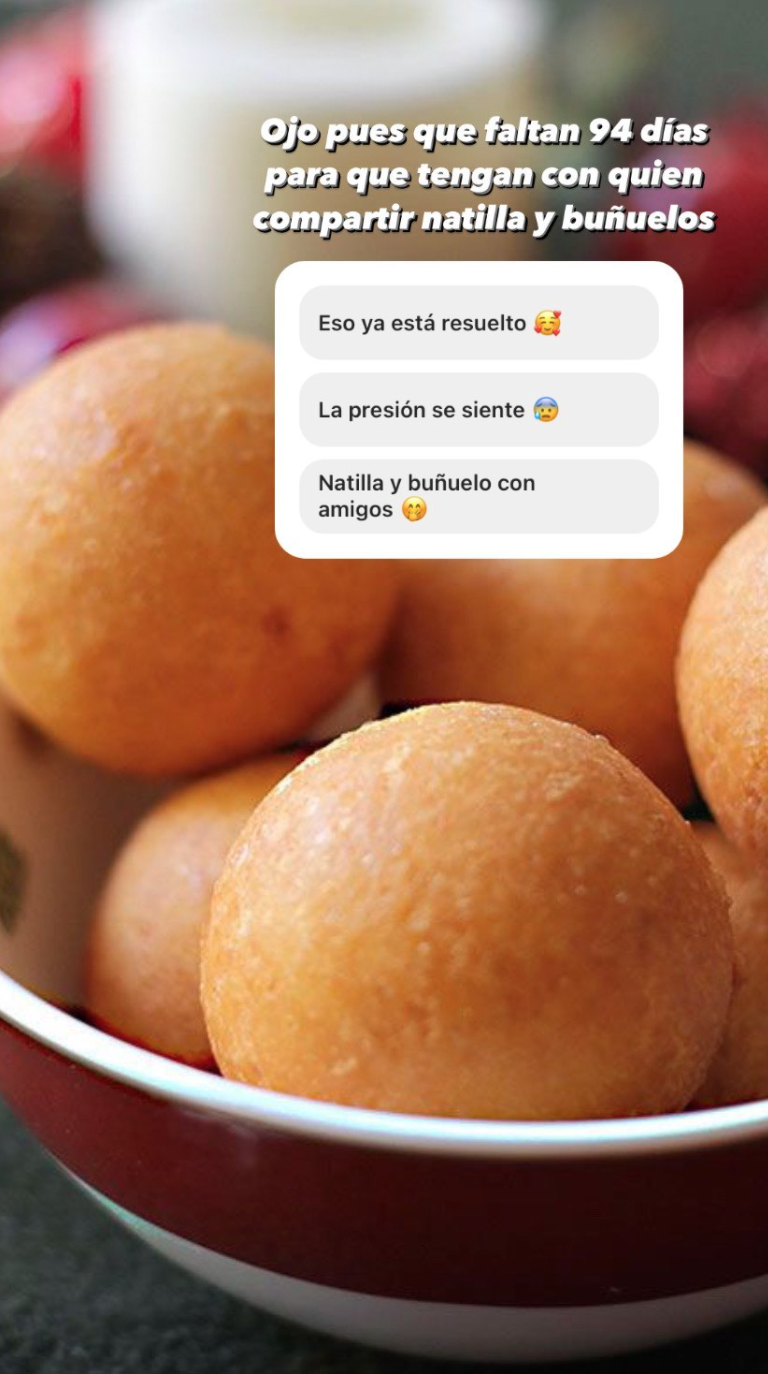 Ojo pues que faltan 94 días
para que tengan con quien
compartir natilla y buñuelos
Eso ya está resuelto 🥰
La presión se siente 😰
Natilla y buñuelo con
amigos 🤭